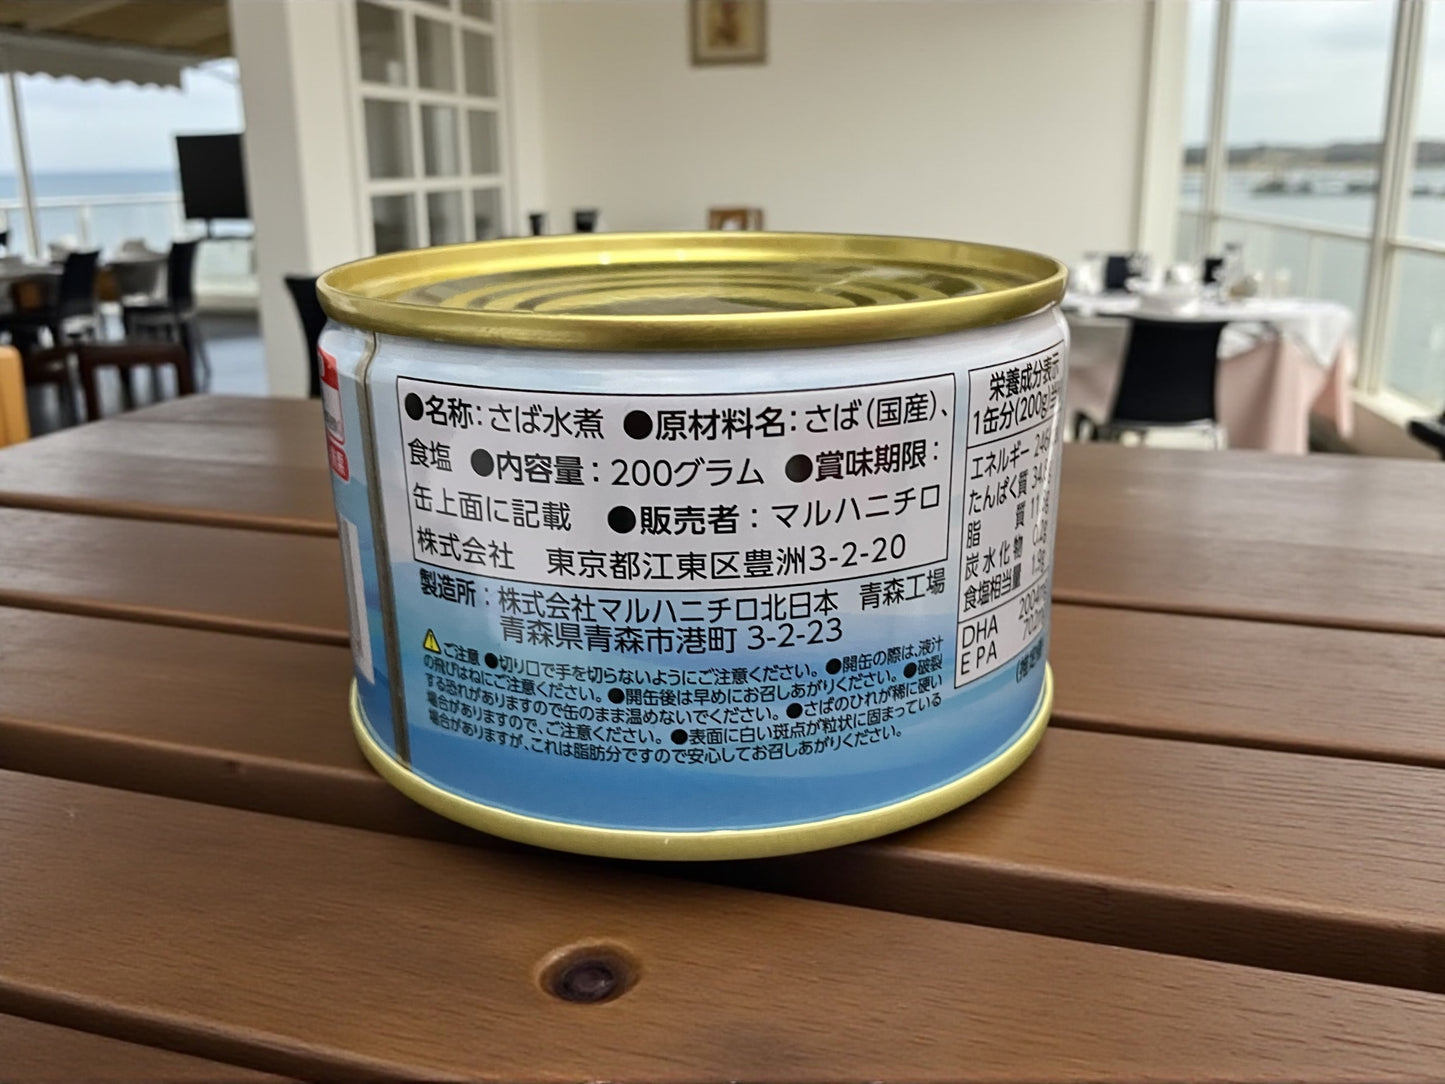 ●名称：さば水煮 ●原材料名：さば（国産）、
食塩 ●内容量：200グラム ●賞味期限：
缶上面に記載 ●販売者：マルハニチロ
株式会社 東京都江東区豊洲3-2-20
製造所：株式会社マルハニチロ北日本 青森工場
青森県青森市港町 3-2-23
ご注意 ●切り口で手を切らないようにご注意ください。●開缶の際は、液汁
の飛びはねにご注意ください。●開缶後は早めにお召しあがりください。●破裂
する恐れがありますので缶のまま温めないでください。●さばのひれが稀に硬い
場合がありますので、ご注意ください。●表面に白い斑点が粒状に固まっている
場合がありますが、これは脂肪分ですので安心してお召しあがりください。
栄養成分表示
1缶分(200g)
エネルギー
たんぱく質
脂質
炭水化物
食塩相当量
DHA
EPA